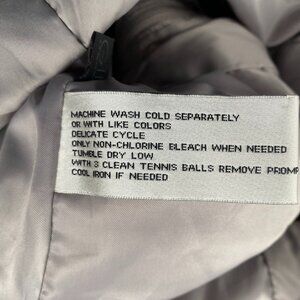 MACHINE WASH COLD SEPARATELY
OR WITH LIKE COLORS
DELICATE CYCLE
ONLY NON-CHLORINE BLEACH WHEN NEEDED
TUMBLE DRY LOW
WITH 3 CLEAN TENNIS BALLS REMOVE PROMP
COOL IRON IF NEEDED